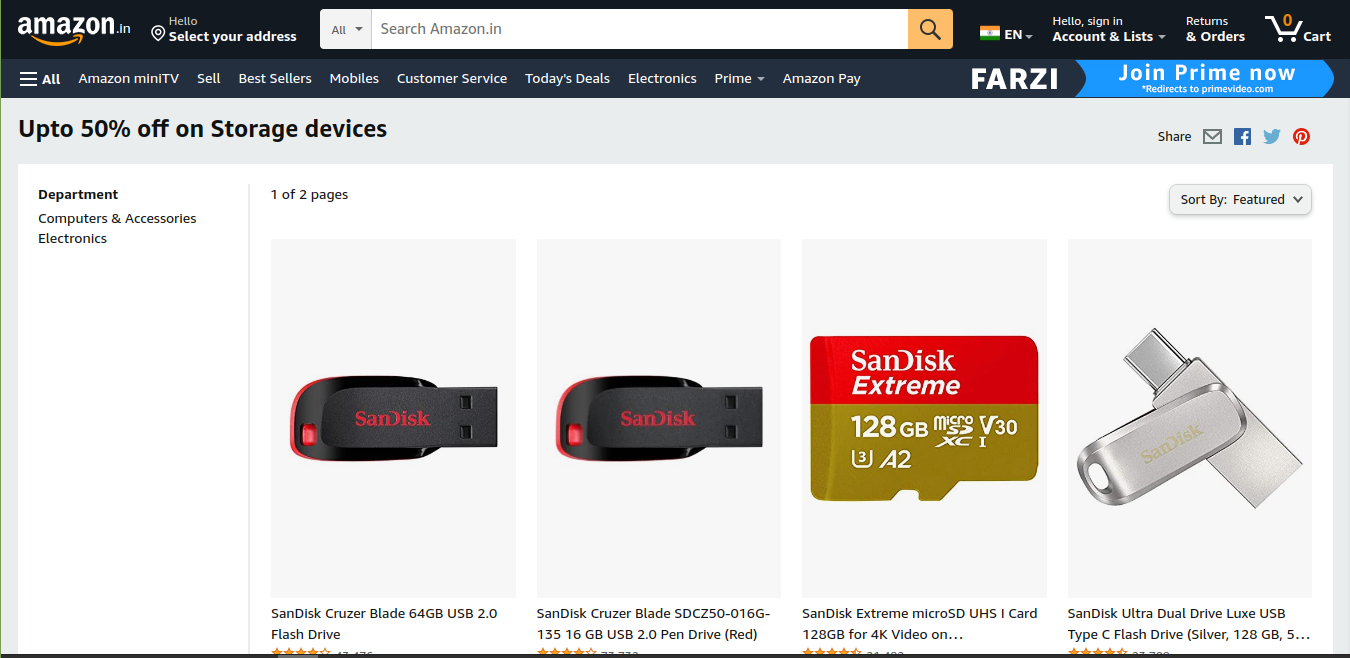 amazon.in
Hello
Select your address
All
Search Amazon.in
EN
Hello, sign in
Account & Lists
Returns
& Orders
0
Cart
All
Amazon miniTV
Sell
Best Sellers
Mobiles
Customer Service
Today's Deals
Electronics
Prime
Amazon Pay
FARZI
Join Prime now
*Redirects to primevideo.com
Upto 50% off on Storage devices
Share
Department
Computers & Accessories
Electronics
1 of 2 pages
Sort By: Featured
SanDisk
SanDisk
SanDisk
Extreme
128 GB micro SD XC I V30
U3 A2
SanDisk
SanDisk Cruzer Blade 64GB USB 2.0
Flash Drive
SanDisk Cruzer Blade SDCZ50-016G-
135 16 GB USB 2.0 Pen Drive (Red)
SanDisk Extreme microSD UHS I Card
128GB for 4K Video on…
SanDisk Ultra Dual Drive Luxe USB
Type C Flash Drive (Silver, 128 GB, 5…